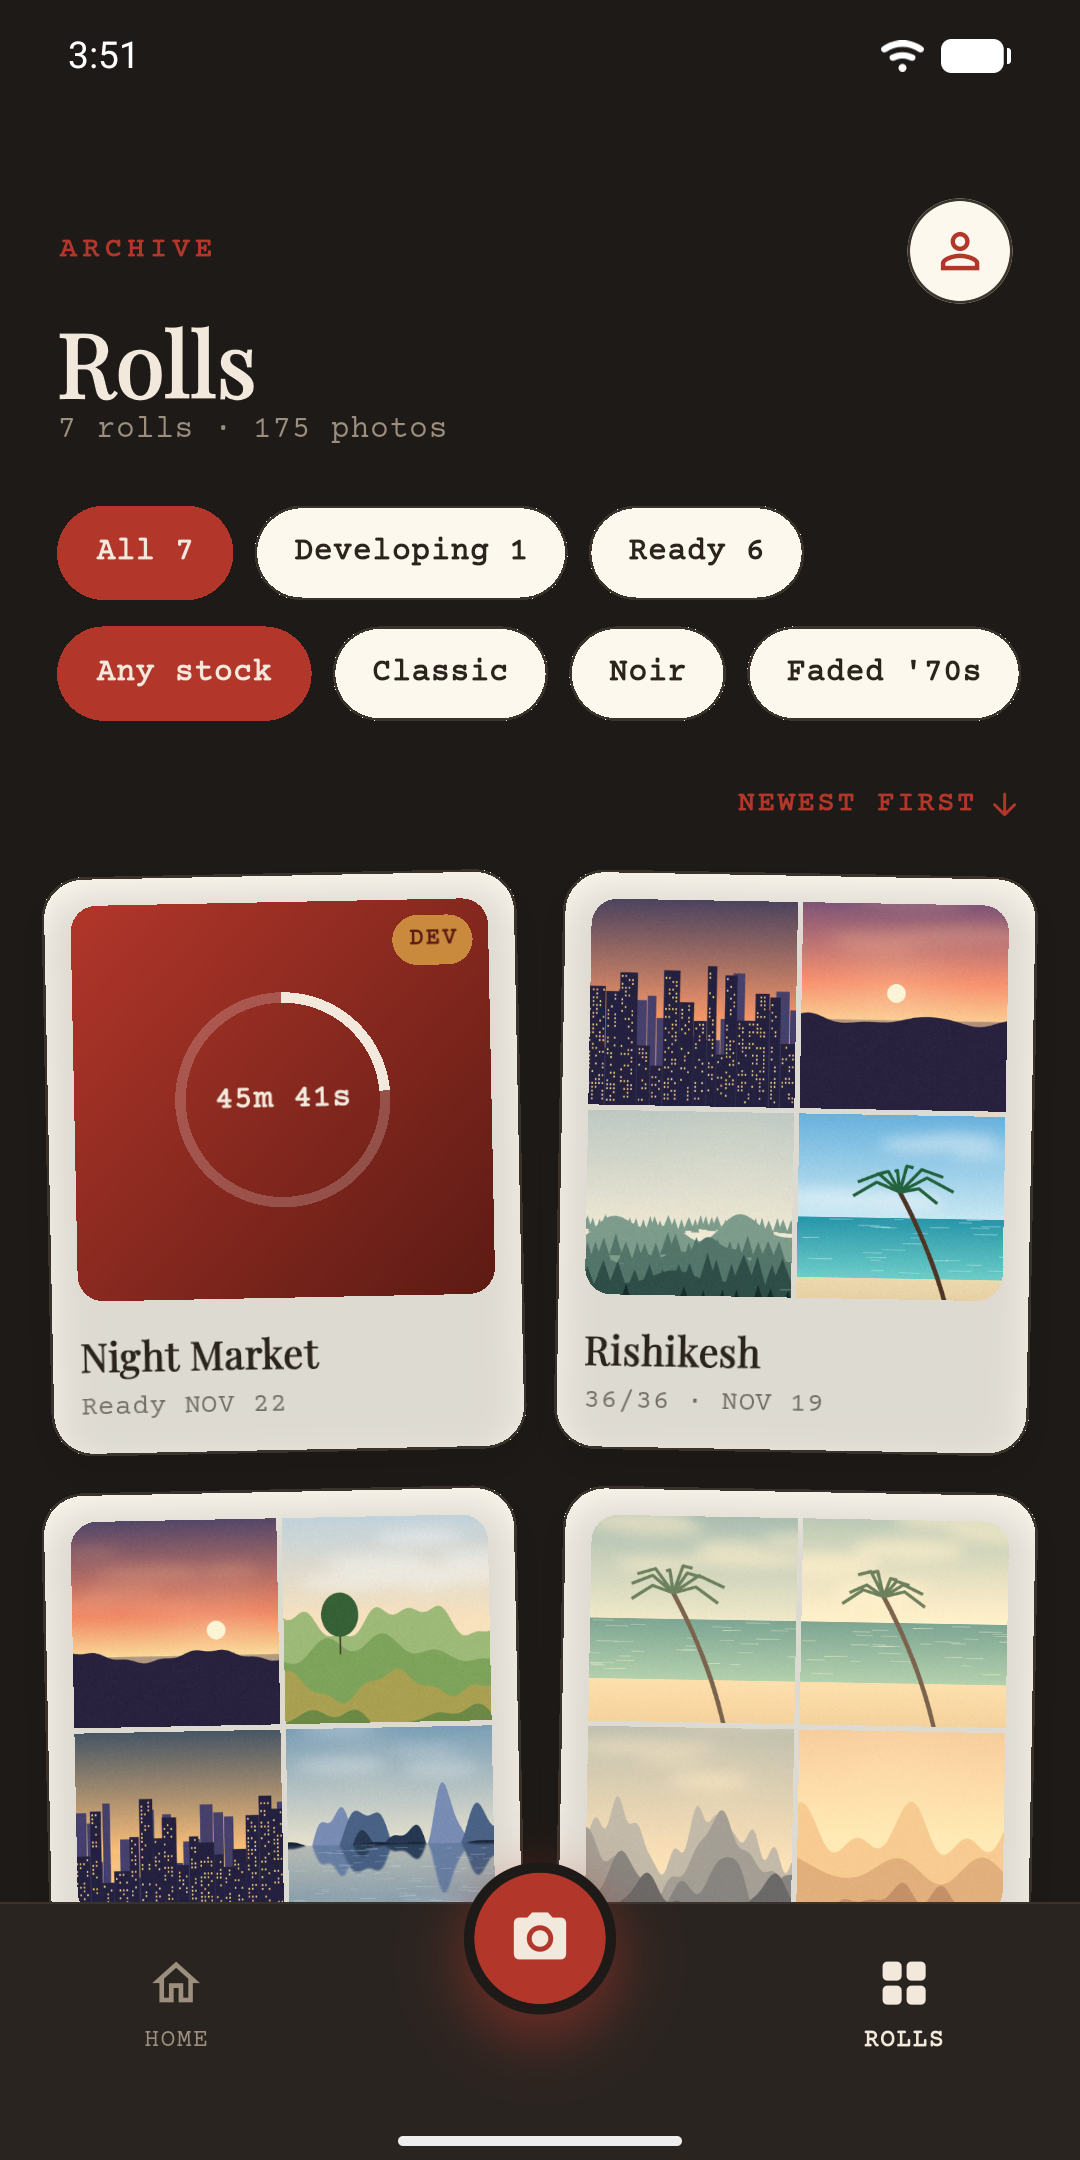 3:51
ARCHIVE
Rolls
7 rolls · 175 photos
All 7
Developing 1
Ready 6
Any stock
Classic
Noir
Faded '70s
NEWEST FIRST ↓
DEV
45m 41s
Night Market
Ready NOV 22
Rishikesh
36/36 · NOV 19
HOME
ROLLS